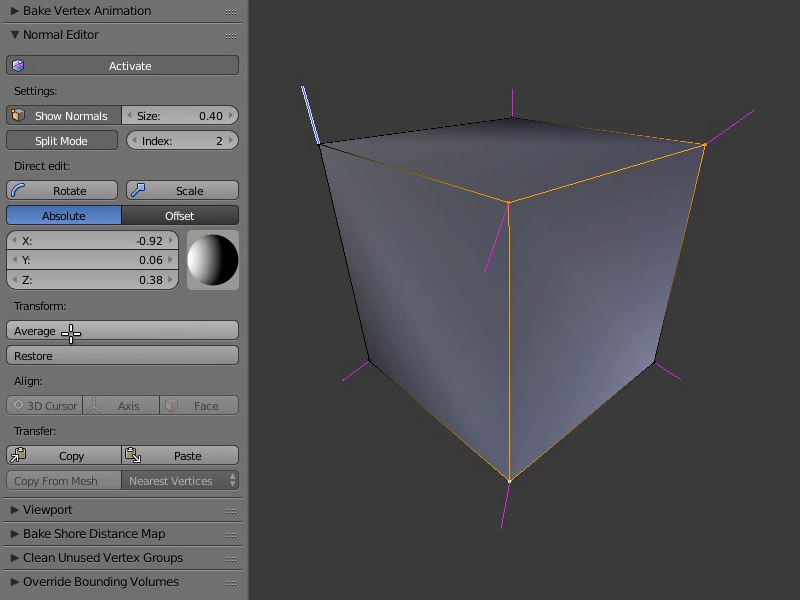 Bake Vertex Animation
Normal Editor
Activate
Settings:
Show Normals Size: 0.40
Split Mode Index: 2
Direct edit:
Rotate Scale
Absolute Offset
X: -0.92
Y: 0.06
Z: 0.38
Transform:
Average
Restore
Align:
3D Cursor Axis Face
Transfer:
Copy Paste
Copy From Mesh Nearest Vertices
Viewport
Bake Shore Distance Map
Clean Unused Vertex Groups
Override Bounding Volumes